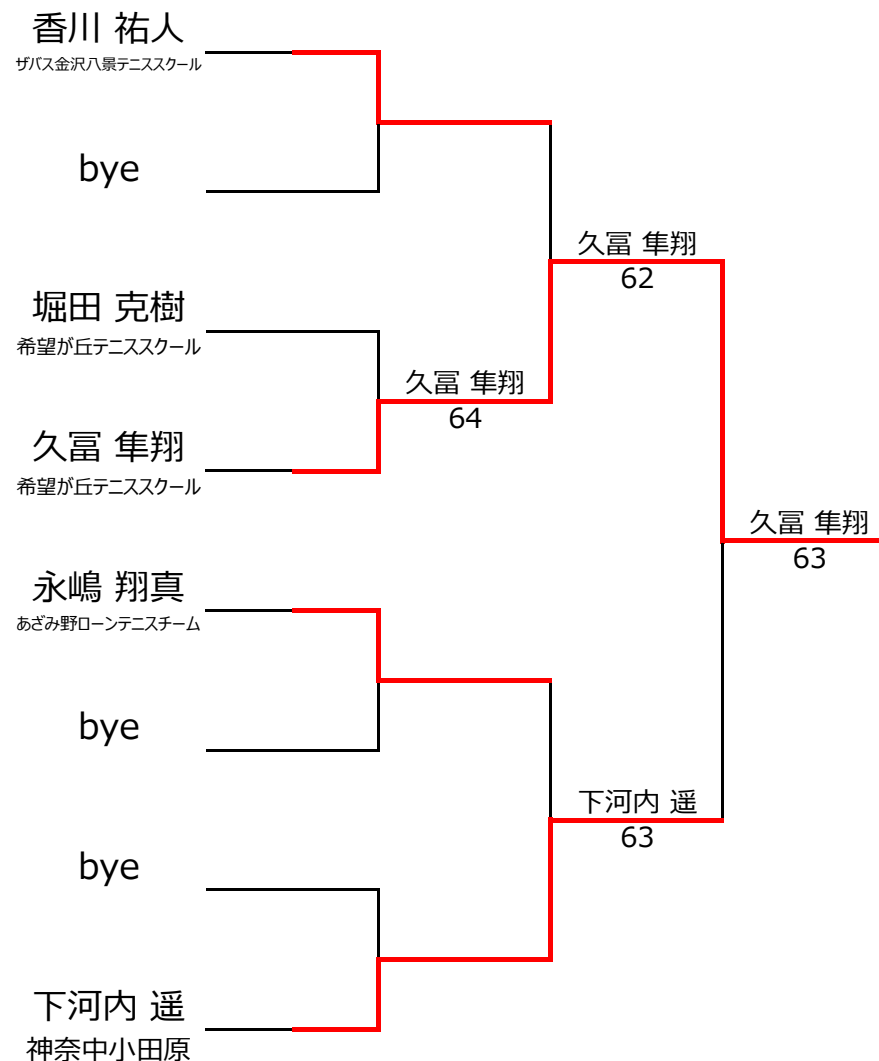 香川 祐人
ザバス金沢八景テニススクール
bye
堀田 克樹
希望が丘テニススクール
久冨 隼翔
希望が丘テニススクール
永嶋 翔真
あざみ野ローンテニスチーム
bye
bye
下河内 遥
神奈中小田原
久冨 隼翔
64
久冨 隼翔
62
下河内 遥
63
久冨 隼翔
63